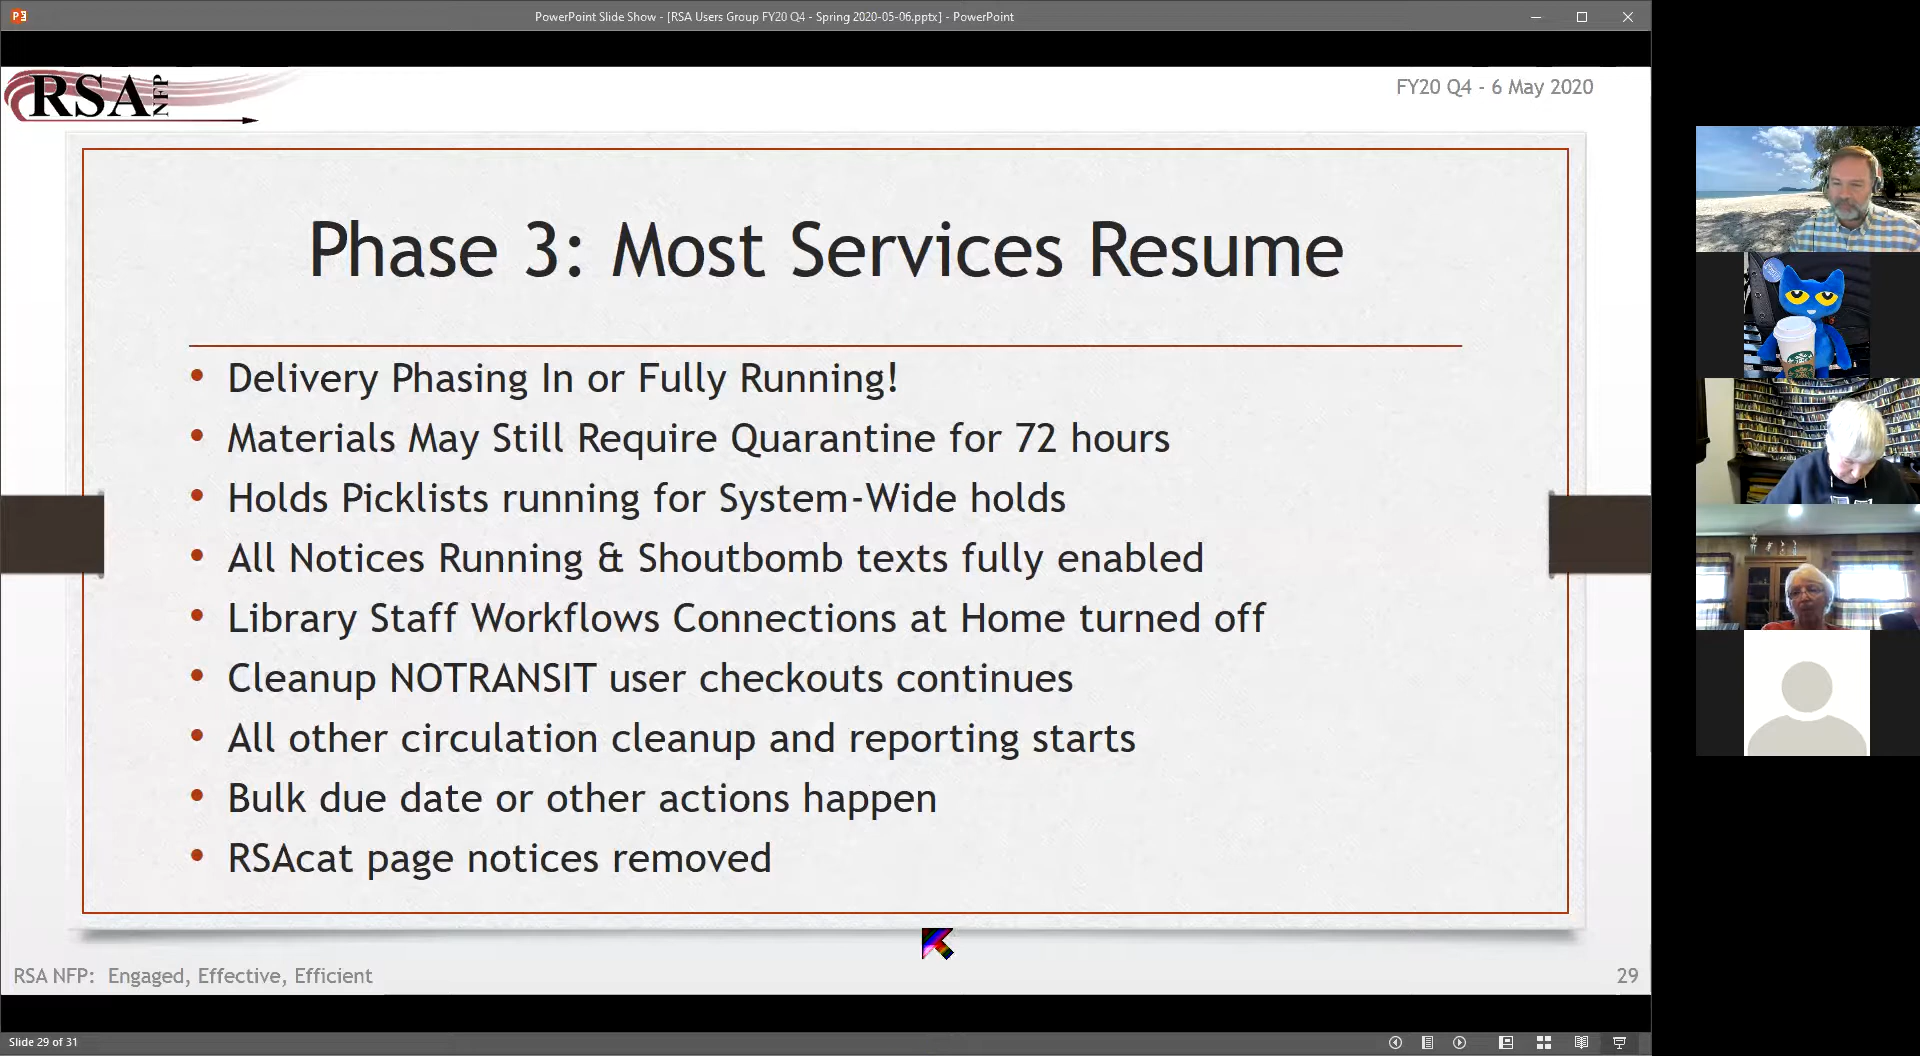 PowerPoint Slide Show - [RSA Users Group FY20 Q4 - Spring 2020-05-06.pptx] - PowerPoint
RSA NFP
FY20 Q4 - 6 May 2020
Phase 3: Most Services Resume
• Delivery Phasing In or Fully Running!
• Materials May Still Require Quarantine for 72 hours
• Holds Picklists running for System-Wide holds
• All Notices Running & Shoutbomb texts fully enabled
• Library Staff Workflows Connections at Home turned off
• Cleanup NOTRANSIT user checkouts continues
• All other circulation cleanup and reporting starts
• Bulk due date or other actions happen
• RSAcat page notices removed
RSA NFP: Engaged, Effective, Efficient
29
Slide 29 of 31